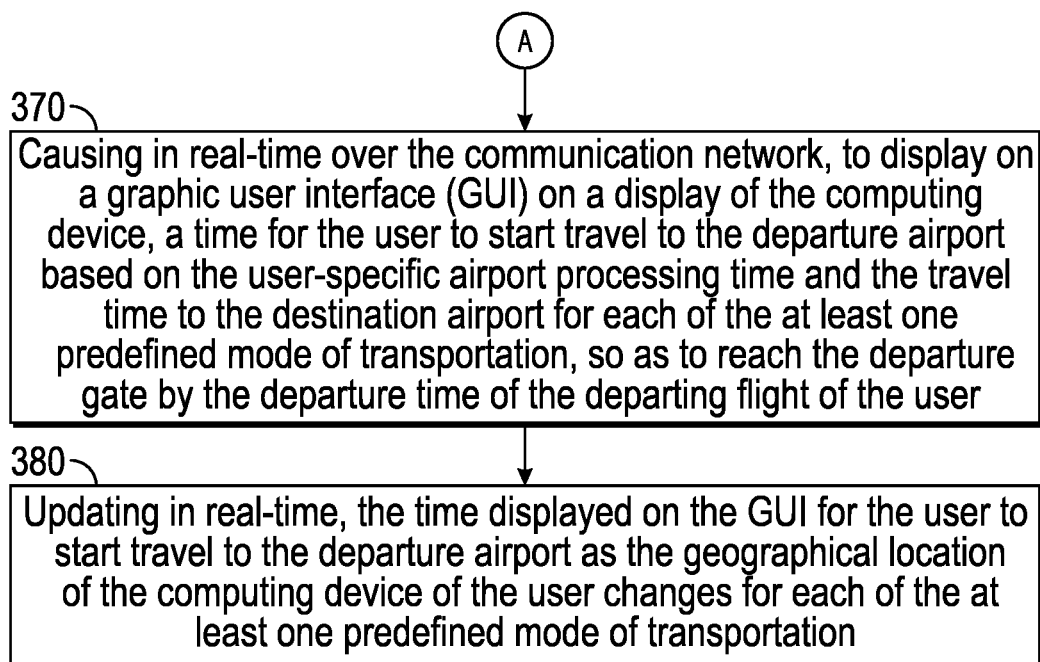 A
370
Causing in real-time over the communication network, to display on
a graphic user interface (GUI) on a display of the computing
device, a time for the user to start travel to the departure airport
based on the user-specific airport processing time and the travel
time to the destination airport for each of the at least one
predefined mode of transportation, so as to reach the departure
gate by the departure time of the departing flight of the user
380
Updating in real-time, the time displayed on the GUI for the user to
start travel to the departure airport as the geographical location
of the computing device of the user changes for each of the at
least one predefined mode of transportation